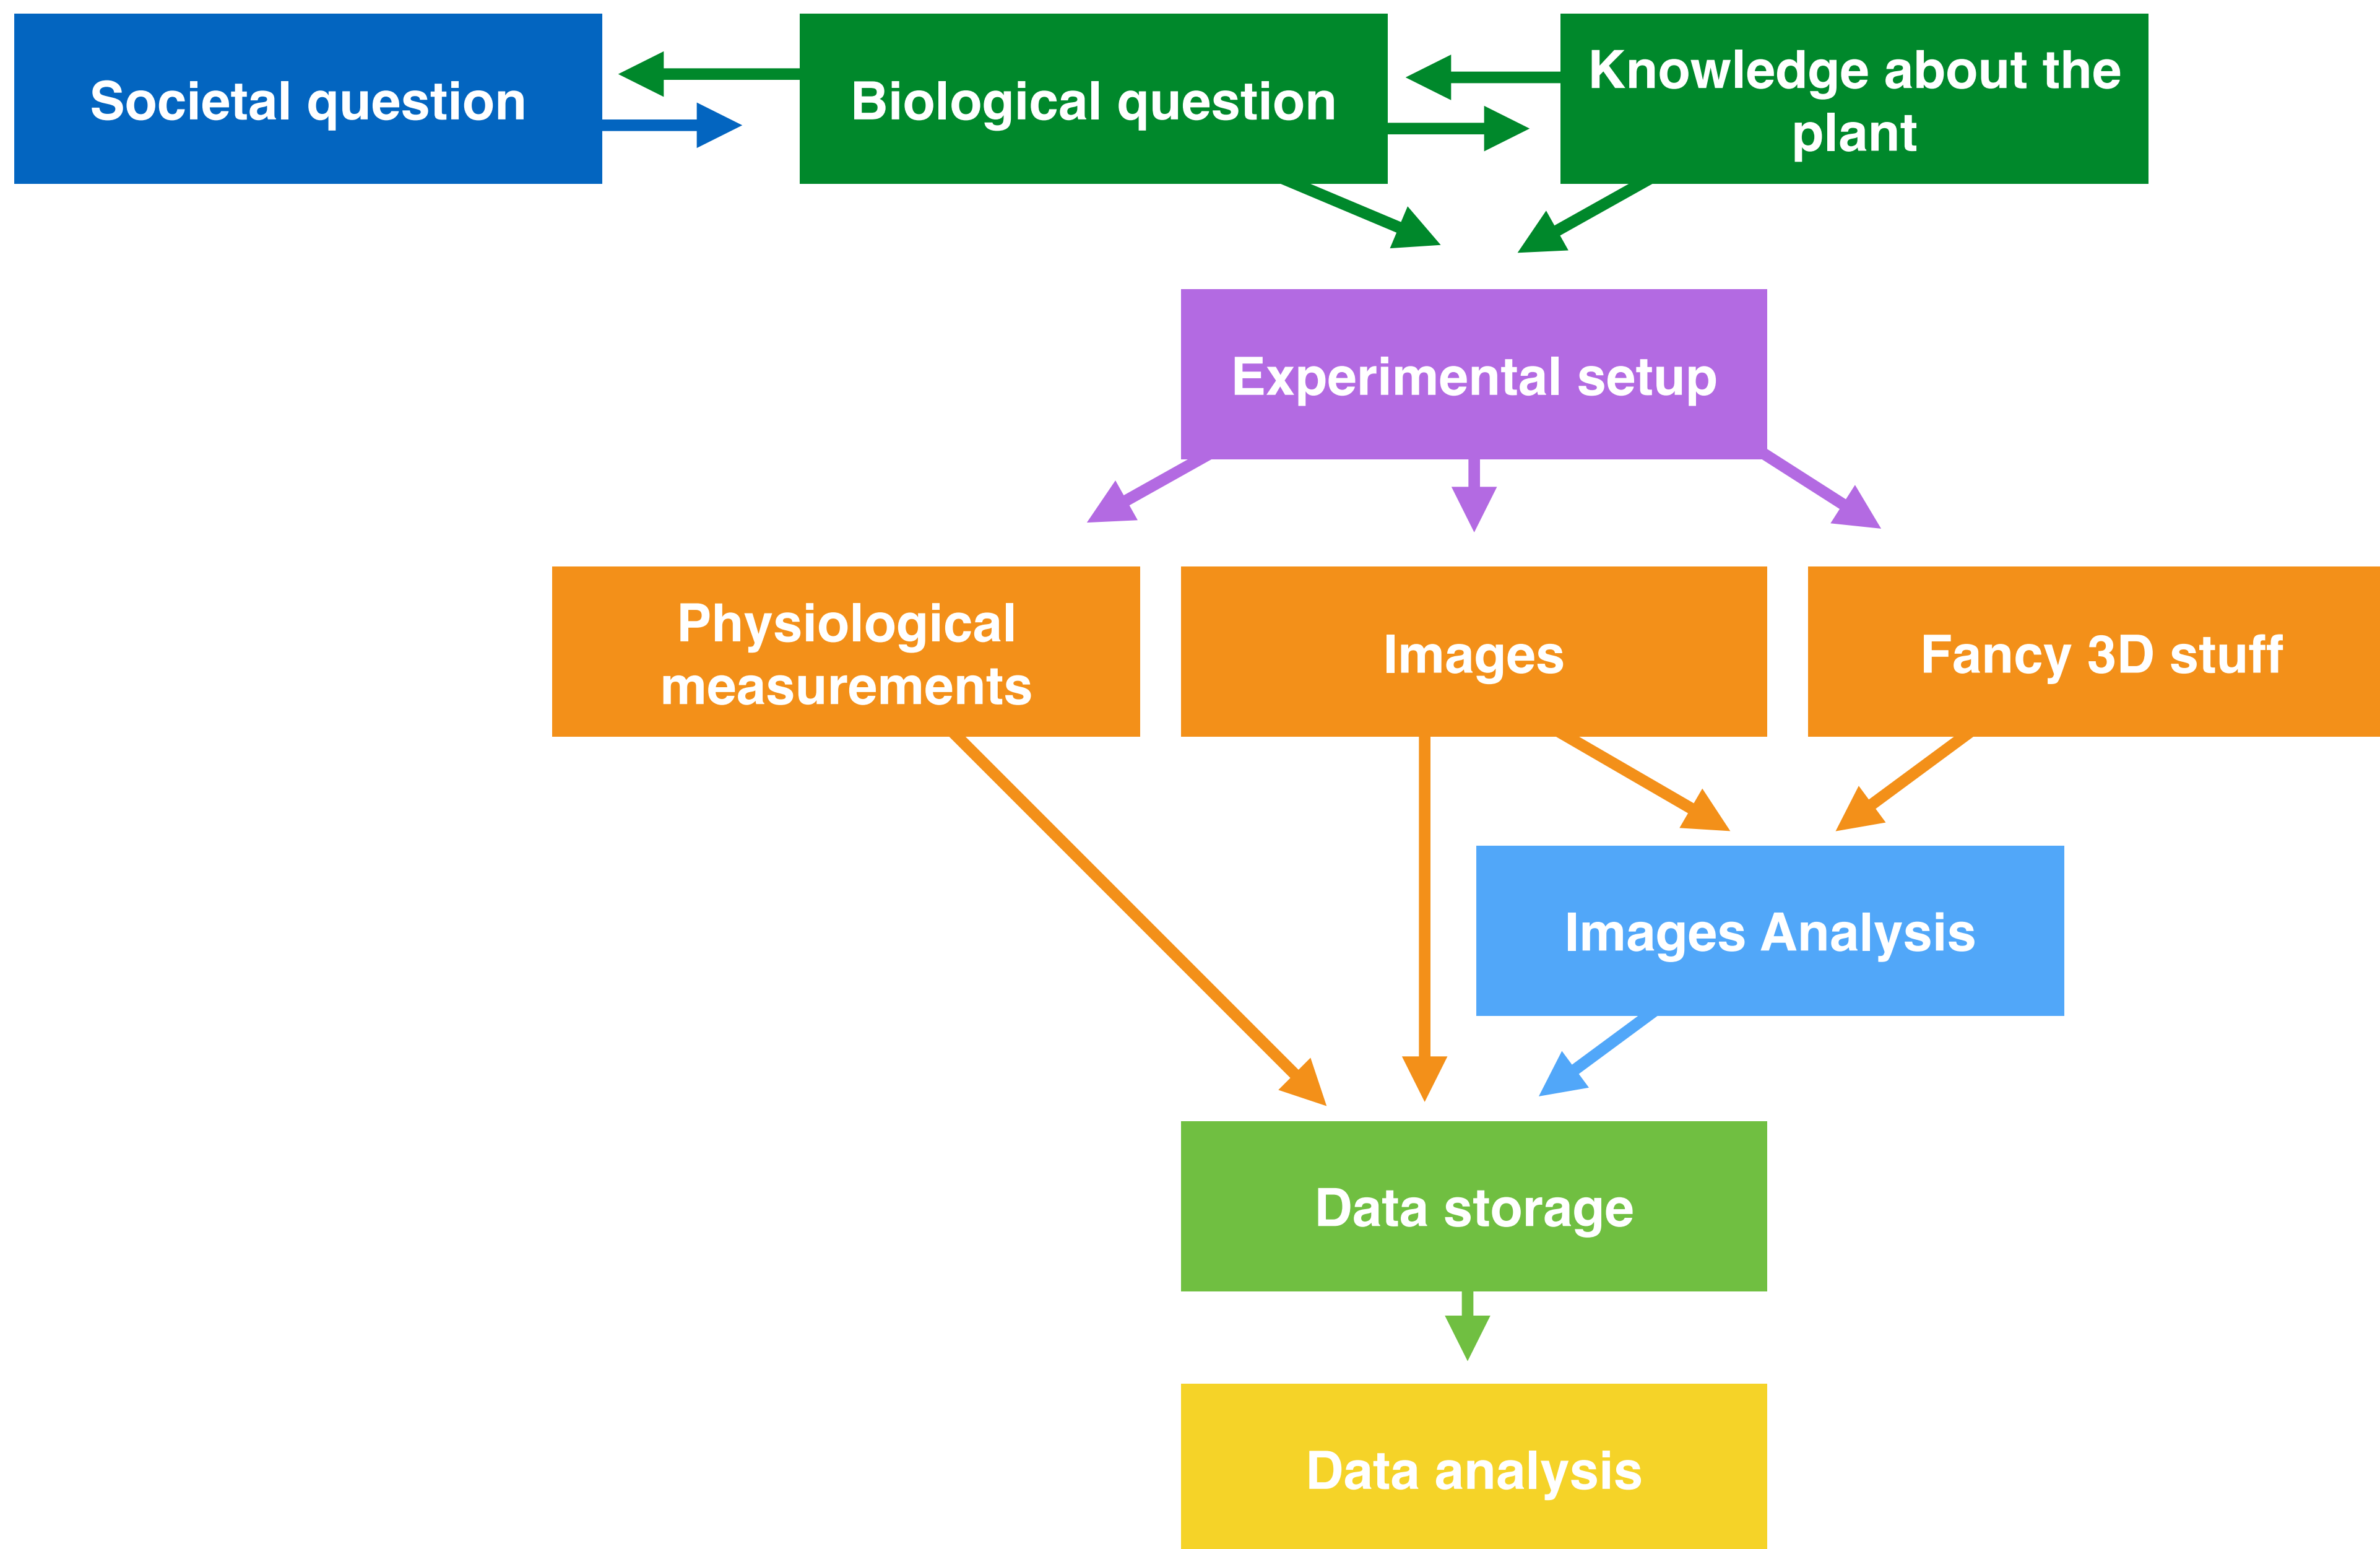 Societal question
Biological question
Knowledge about the
plant
Experimental setup
Physiological
measurements
Images
Fancy 3D stuff
Images Analysis
Data storage
Data analysis